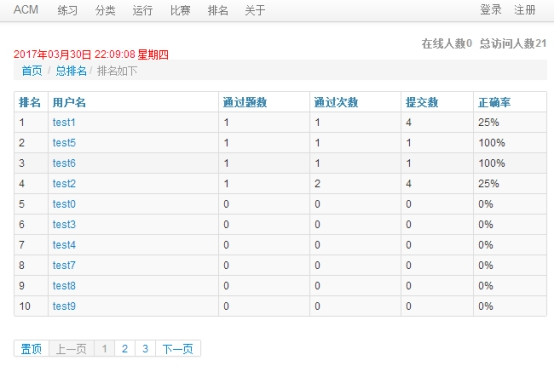 ACM 练习 分类 运行 比赛 排名 关于 登录 注册
在线人数0 总访问人数21
2017年03月30日 22:09:08 星期四
首页 / 总排名 / 排名如下
排名 用户名 通过题数 通过次数 提交数 正确率
1 test1 1 1 4 25%
2 test5 1 1 1 100%
3 test6 1 1 1 100%
4 test2 1 2 4 25%
5 test0 0 0 0 0%
6 test3 0 0 0 0%
7 test4 0 0 0 0%
8 test7 0 0 0 0%
9 test8 0 0 0 0%
10 test9 0 0 0 0%
置顶 上一页 1 2 3 下一页